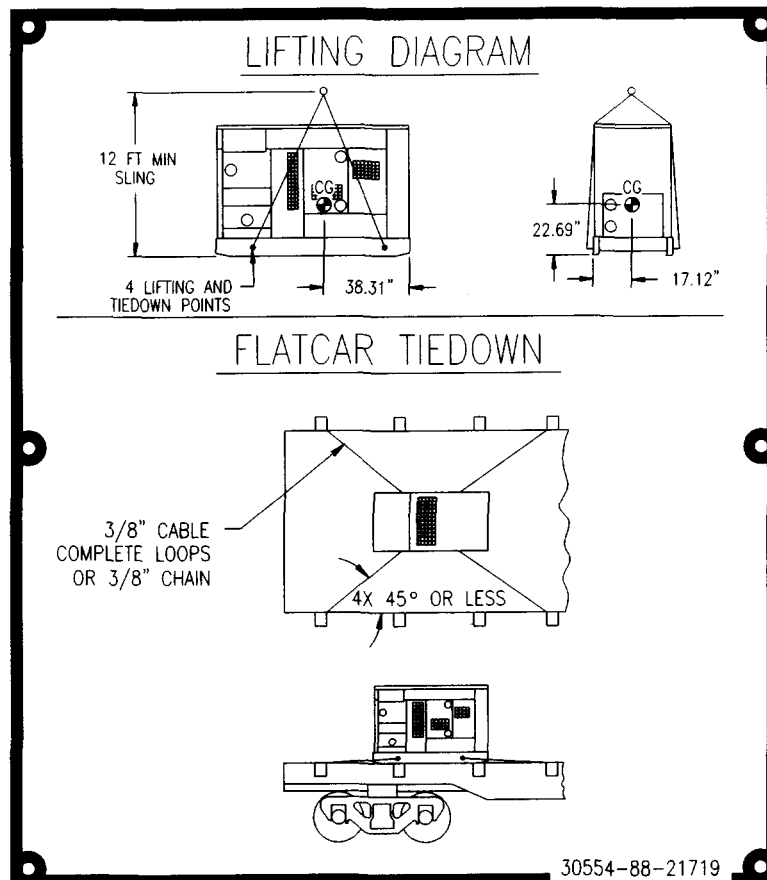 LIFTING DIAGRAM
12 FT MIN
SLING
CG
CG
22.69"
4 LIFTING AND
TIEDOWN POINTS
38.31"
17.12"
FLATCAR TIEDOWN
3/8" CABLE
COMPLETE LOOPS
OR 3/8" CHAIN
4X 45° OR LESS
30554-88-21719